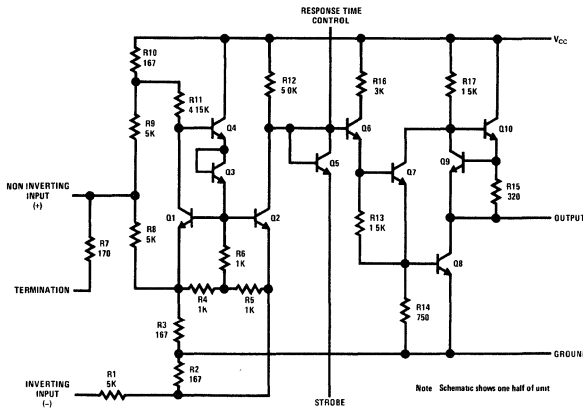 RESPONSE TIME
CONTROL
VCC
R10
167
R11
4 15K
R12
5 0K
R16
3K
R17
1 5K
Q4
Q10
R9
5K
Q3
Q5
Q6
Q7
Q9
NON INVERTING
INPUT
(+)
R7
170
R8
5K
Q1
Q2
R6
1K
R13
1 5K
R15
320
OUTPUT
Q8
TERMINATION
R4
1K
R5
1K
R3
167
R14
750
GROUND
R2
167
R1
5K
INVERTING
INPUT
(–)
STROBE
Note Schematic shows one half of unit